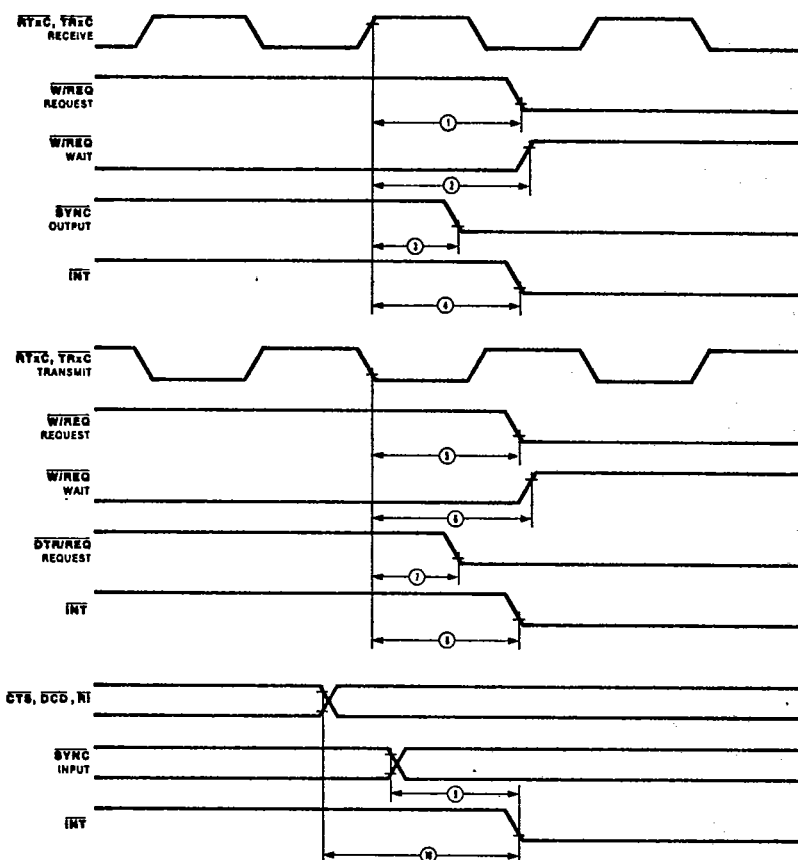 RTxC, TRxC
RECEIVE
W/REQ
REQUEST
1
W/REQ
WAIT
2
SYNC
OUTPUT
3
INT
4
RTxC, TRxC
TRANSMIT
W/REQ
REQUEST
5
W/REQ
WAIT
6
DTR/REQ
REQUEST
7
INT
8
CTS, DCD, RI
SYNC
INPUT
9
INT
10